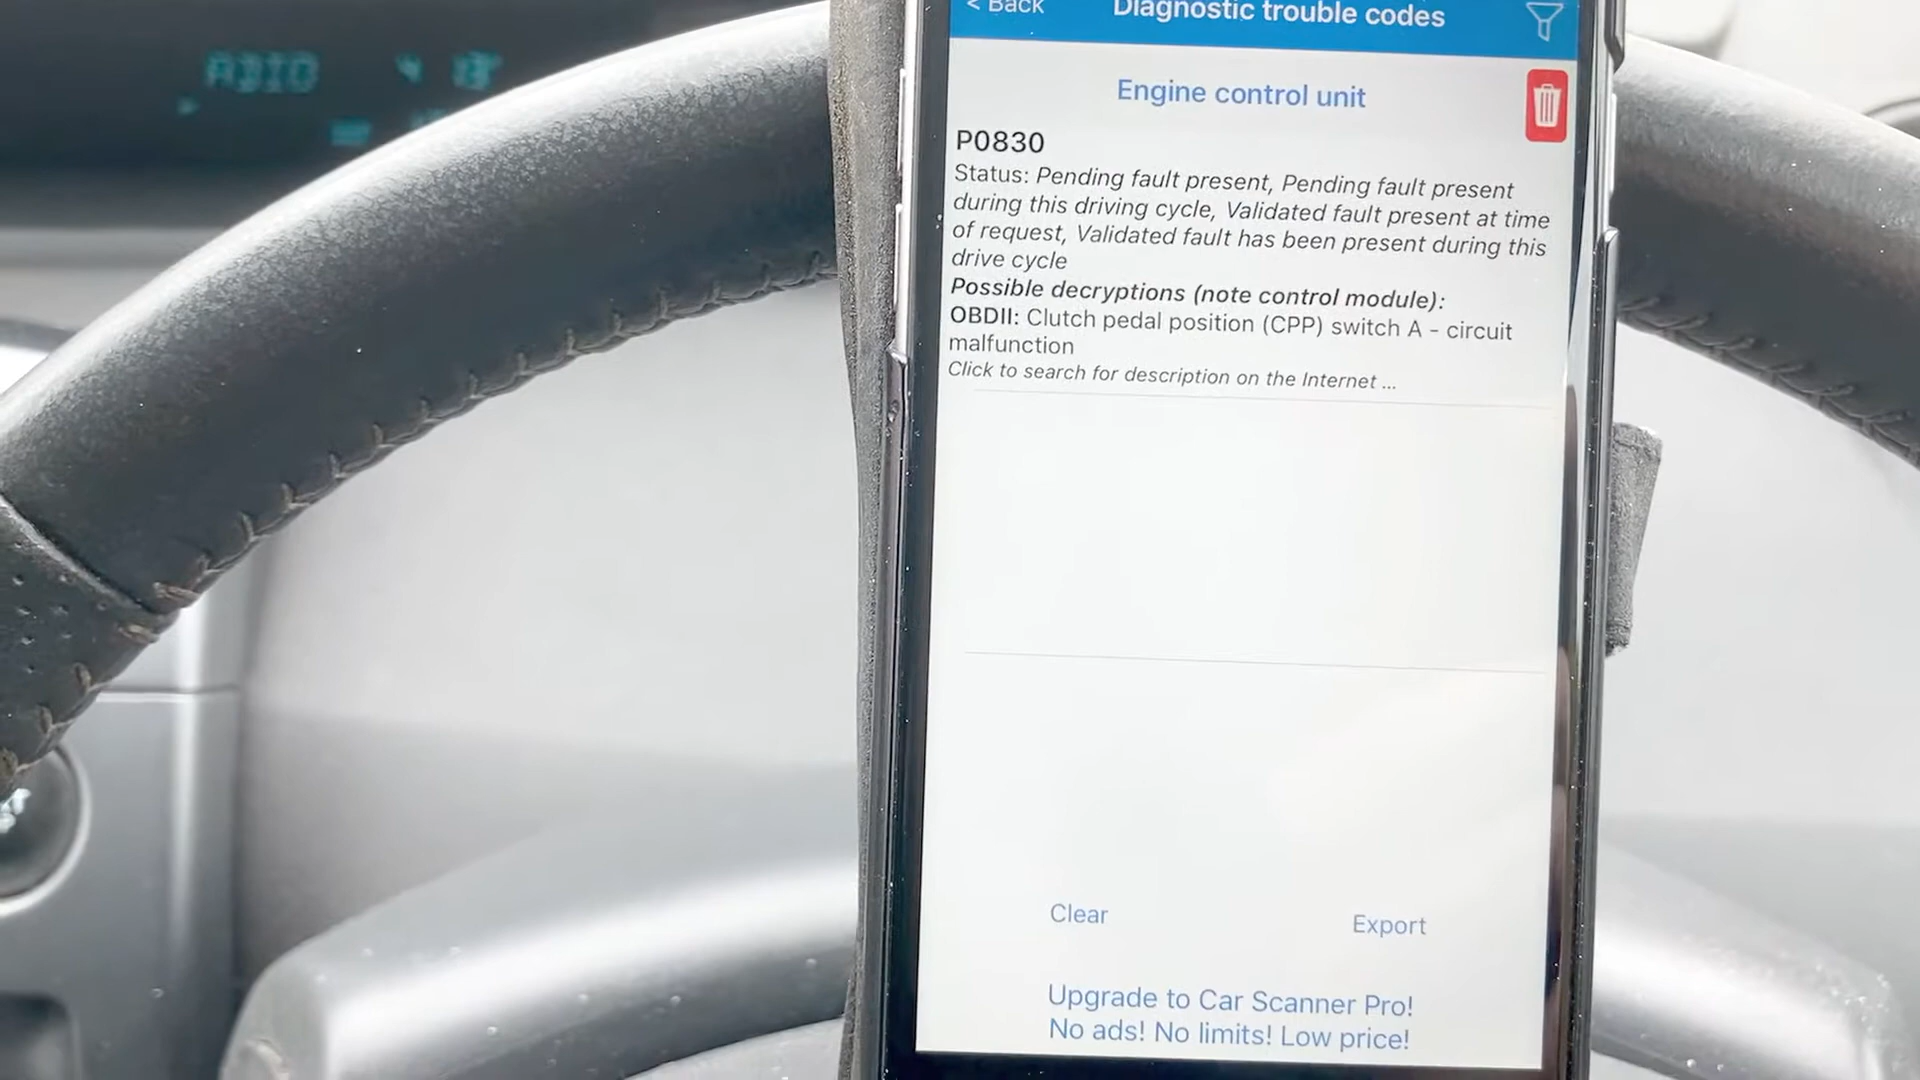 < Back
Diagnostic trouble codes
Engine control unit
P0830
Status: Pending fault present, Pending fault present
during this driving cycle, Validated fault present at time
of request, Validated fault has been present during this
drive cycle
Possible decryptions (note control module):
OBDII: Clutch pedal position (CPP) switch A - circuit
malfunction
Click to search for description on the Internet ...
Clear
Export
Upgrade to Car Scanner Pro!
No ads! No limits! Low price!